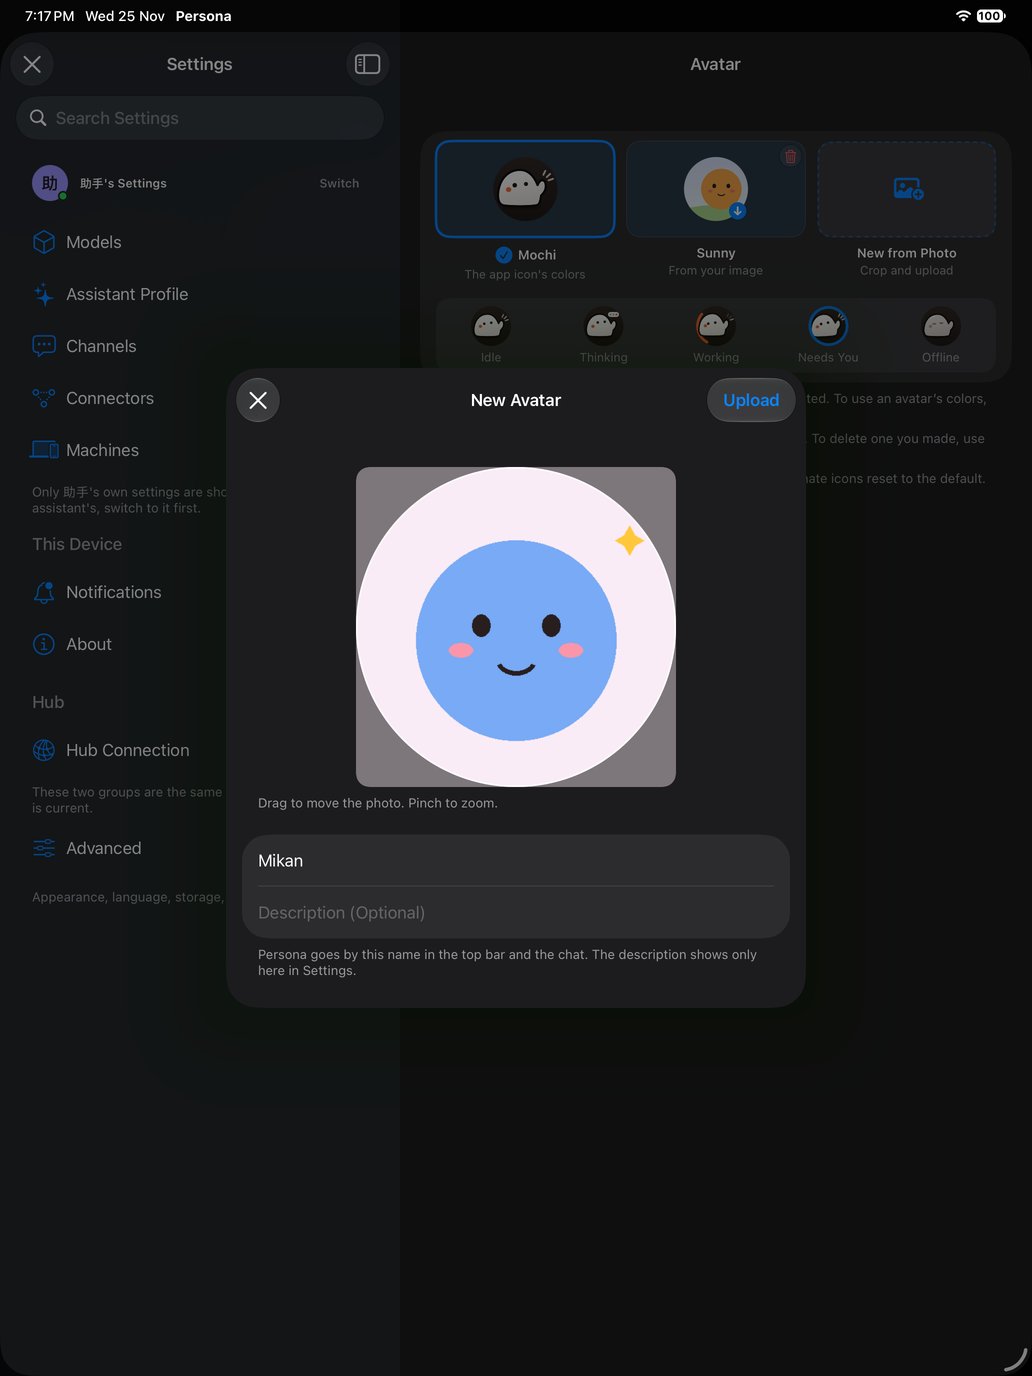 7:17 PM Wed 25 Nov Persona
100
Settings
Avatar
Search Settings
助
助手's Settings
Switch
Models
Assistant Profile
Channels
Connectors
Machines
Only 助手's own settings are sho
assistant's, switch to it first.
This Device
Notifications
About
Hub
Hub Connection
These two groups are the same
is current.
Advanced
Appearance, language, storage,
Mochi
The app icon's colors
Sunny
From your image
New from Photo
Crop and upload
Idle
Thinking
Working
Needs You
Offline
ted. To use an avatar's colors,
. To delete one you made, use
nate icons reset to the default.
New Avatar
Upload
Drag to move the photo. Pinch to zoom.
Mikan
Description (Optional)
Persona goes by this name in the top bar and the chat. The description shows only
here in Settings.